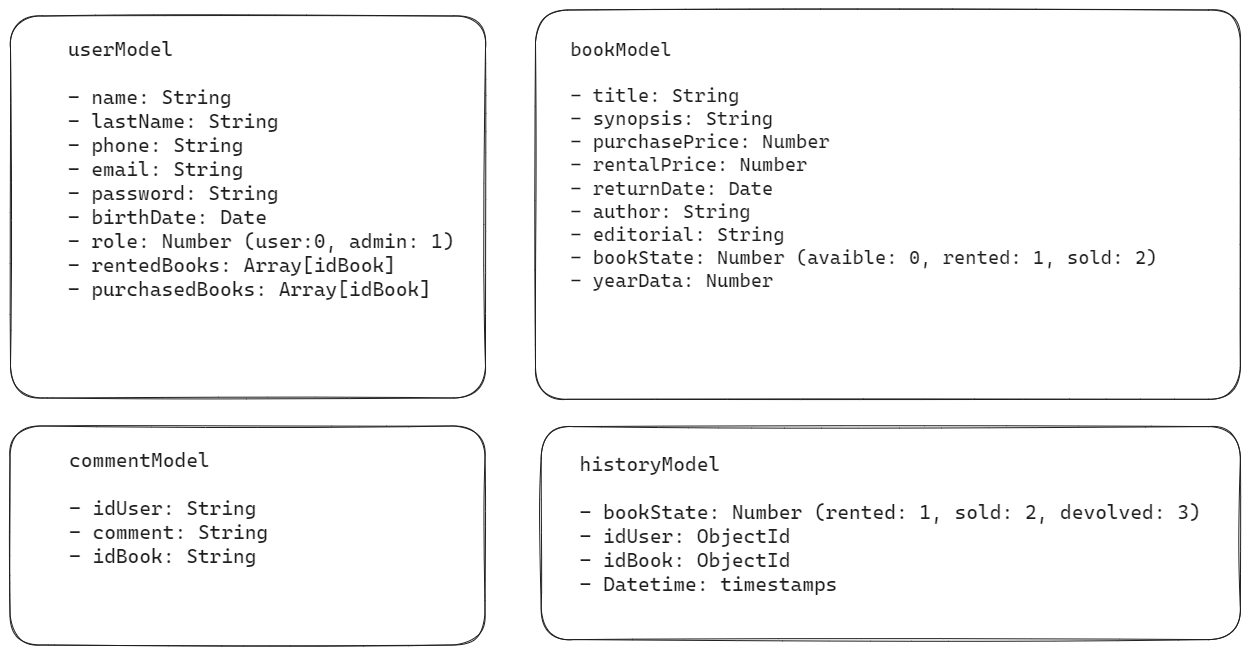 userModel
- name: String
- lastName: String
- phone: String
- email: String
- password: String
- birthDate: Date
- role: Number (user:0, admin: 1)
- rentedBooks: Array[idBook]
- purchasedBooks: Array[idBook]
bookModel
- title: String
- synopsis: String
- purchasePrice: Number
- rentalPrice: Number
- returnDate: Date
- author: String
- editorial: String
- bookState: Number (avaible: 0, rented: 1, sold: 2)
- yearData: Number
commentModel
- idUser: String
- comment: String
- idBook: String
historyModel
- bookState: Number (rented: 1, sold: 2, devolved: 3)
- idUser: ObjectId
- idBook: ObjectId
- Datetime: timestamps